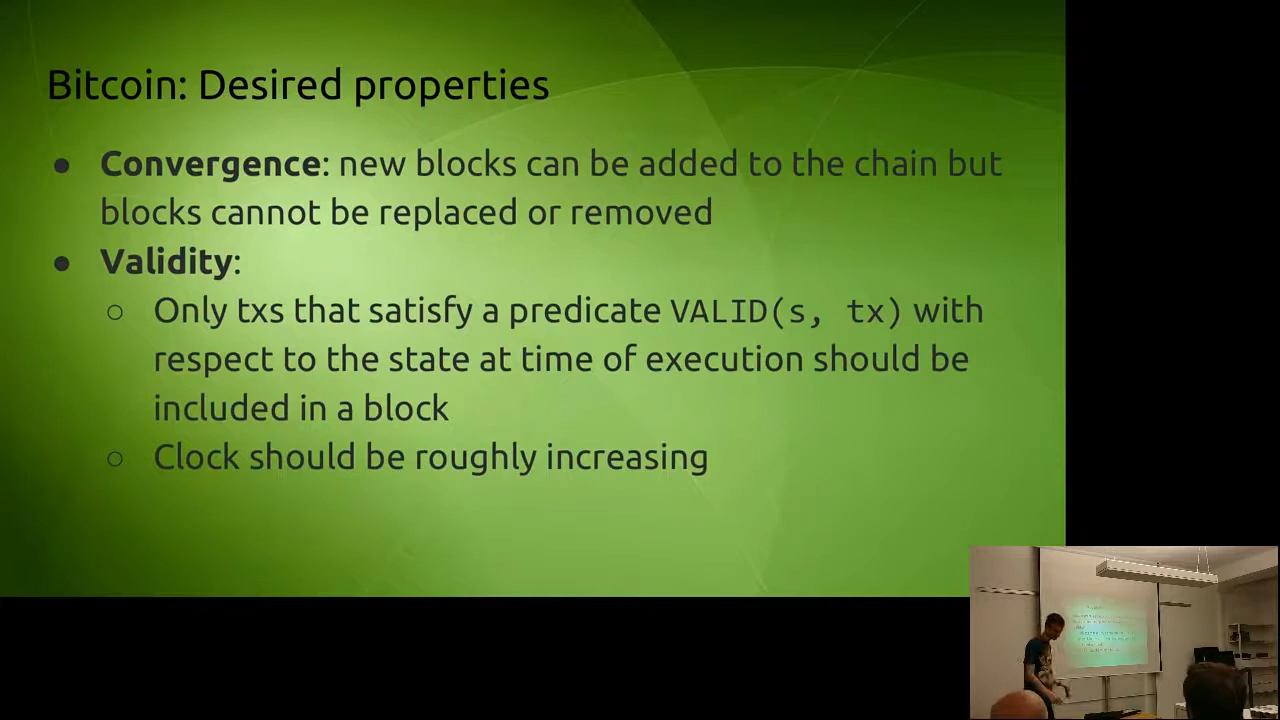 Bitcoin: Desired properties
● Convergence: new blocks can be added to the chain but
blocks cannot be replaced or removed
● Validity:
○ Only txs that satisfy a predicate VALID(s, tx) with
respect to the state at time of execution should be
included in a block
○ Clock should be roughly increasing